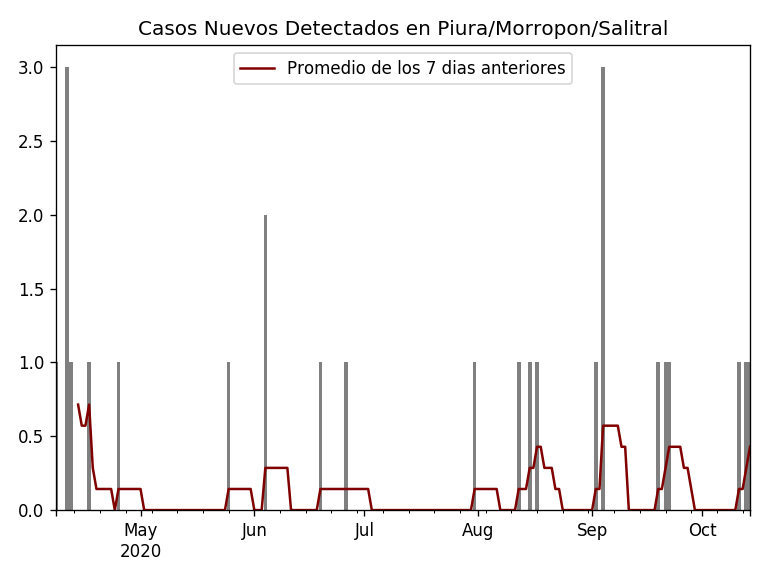 Casos Nuevos Detectados en Piura/Morropon/Salitral
Promedio de los 7 dias anteriores
3.0
2.5
2.0
1.5
1.0
0.5
0.0
May Jun Jul Aug Sep Oct
2020